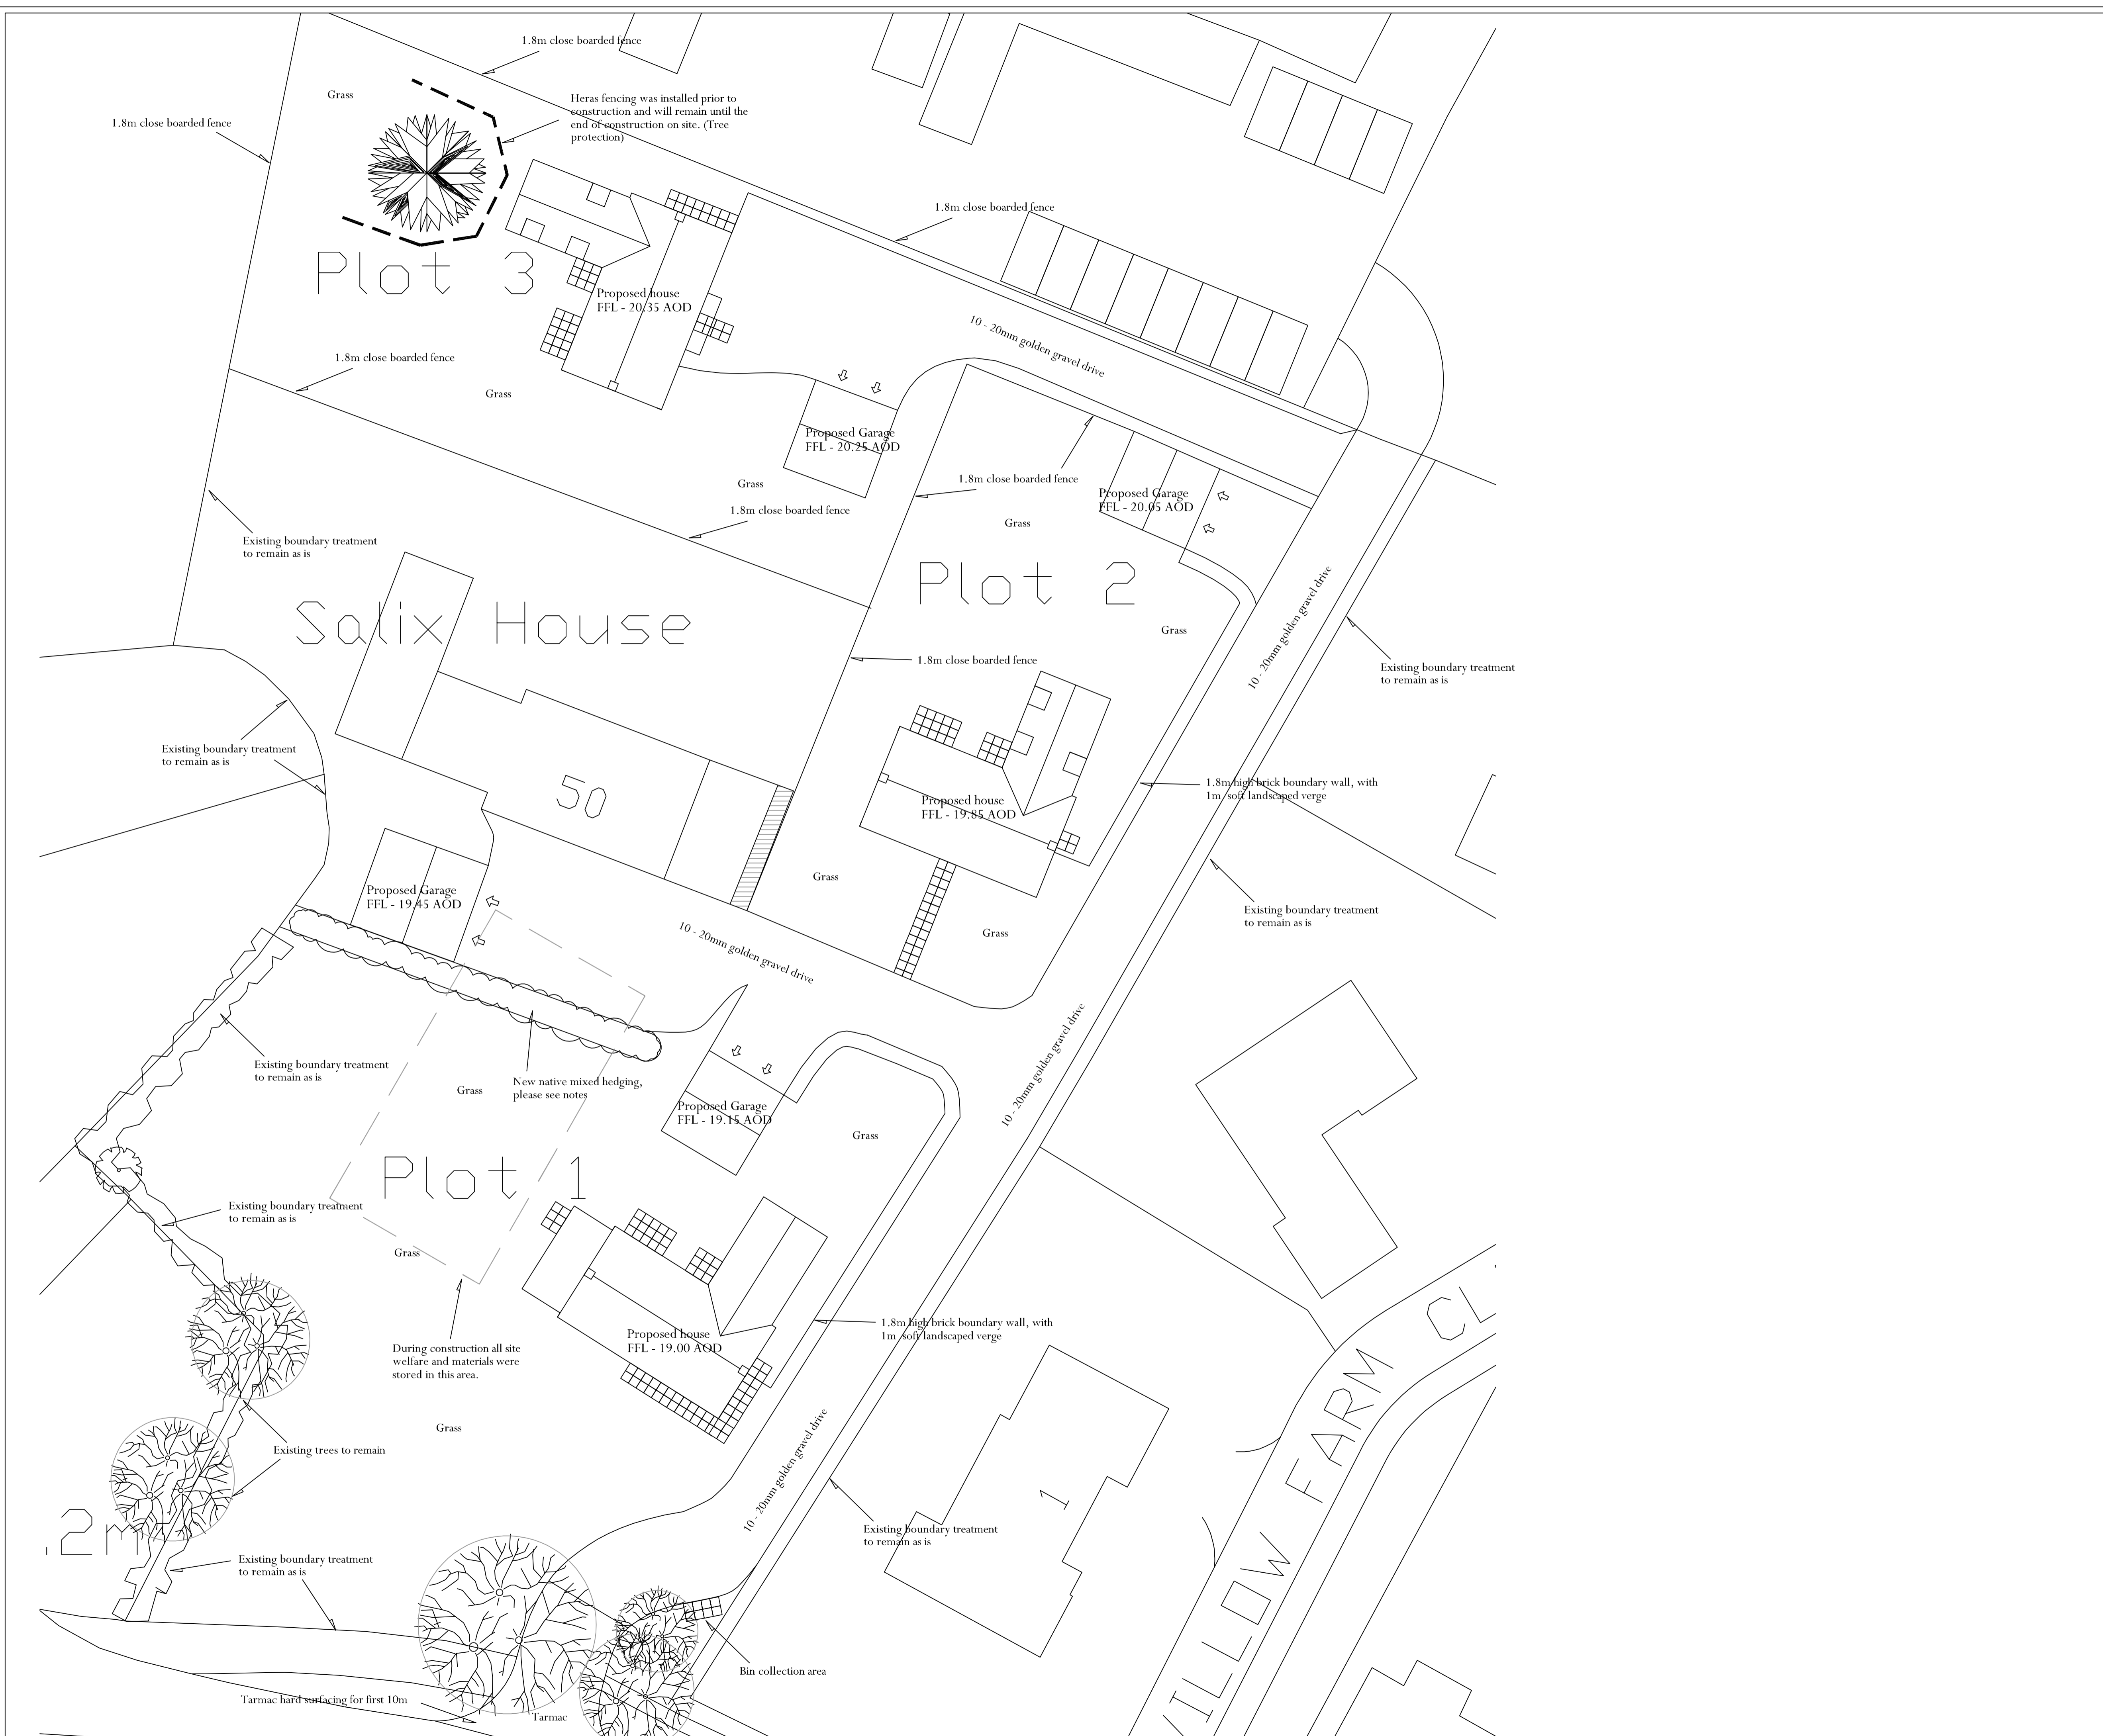 1.8m close boarded fence
Grass
Heras fencing was installed prior to
construction and will remain until the
end of construction on site. (Tree
protection)
1.8m close boarded fence
1.8m close boarded fence
Plot 3
Proposed house
FFL - 20.35 AOD
10 - 20mm golden gravel drive
1.8m close boarded fence
Grass
Proposed Garage
FFL - 20.25 AOD
Grass
1.8m close boarded fence
1.8m close boarded fence
Proposed Garage
FFL - 20.05 AOD
Grass
Existing boundary treatment
to remain as is
Plot 2
Salix House
Grass
10 - 20mm golden gravel drive
1.8m close boarded fence
Existing boundary treatment
to remain as is
Existing boundary treatment
to remain as is
50
1.8m high brick boundary wall, with
1m soft landscaped verge
Proposed house
FFL - 19.85 AOD
Grass
Proposed Garage
FFL - 19.45 AOD
Existing boundary treatment
to remain as is
Grass
10 - 20mm golden gravel drive
Existing boundary treatment
to remain as is
Grass
New native mixed hedging,
please see notes
10 - 20mm golden gravel drive
Proposed Garage
FFL - 19.15 AOD
Grass
Plot 1
Existing boundary treatment
to remain as is
Grass
1.8m high brick boundary wall, with
1m soft landscaped verge
Proposed house
FFL - 19.00 AOD
During construction all site
welfare and materials were
stored in this area.
Grass
Existing trees to remain
10 - 20mm golden gravel drive
1
.2m
Existing boundary treatment
to remain as is
Existing boundary treatment
to remain as is
WILLOW FARM CL
Bin collection area
Tarmac hard surfacing for first 10m
Tarmac